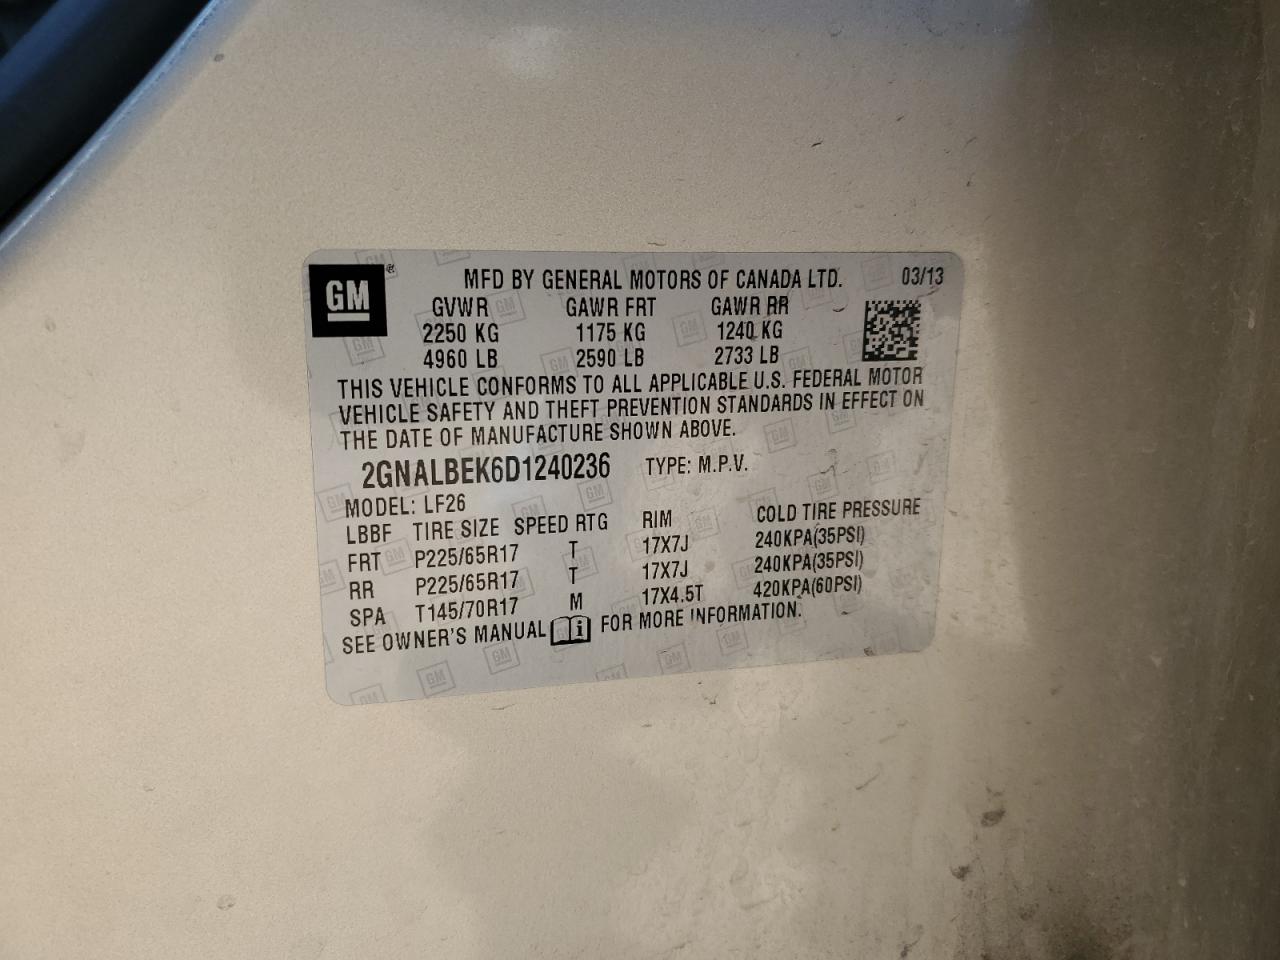 GM®
MFD BY GENERAL MOTORS OF CANADA LTD. 03/13
GVWR GAWR FRT GAWR RR
2250 KG 1175 KG 1240 KG
4960 LB 2590 LB 2733 LB
THIS VEHICLE CONFORMS TO ALL APPLICABLE U.S. FEDERAL MOTOR
VEHICLE SAFETY AND THEFT PREVENTION STANDARDS IN EFFECT ON
THE DATE OF MANUFACTURE SHOWN ABOVE.
2GNALBEK6D1240236 TYPE: M.P.V.
MODEL: LF26
LBBF TIRE SIZE SPEED RTG RIM COLD TIRE PRESSURE
FRT P225/65R17 T 17X7J 240KPA(35PSI)
RR P225/65R17 T 17X7J 240KPA(35PSI)
SPA T145/70R17 M 17X4.5T 420KPA(60PSI)
SEE OWNER'S MANUAL FOR MORE INFORMATION.